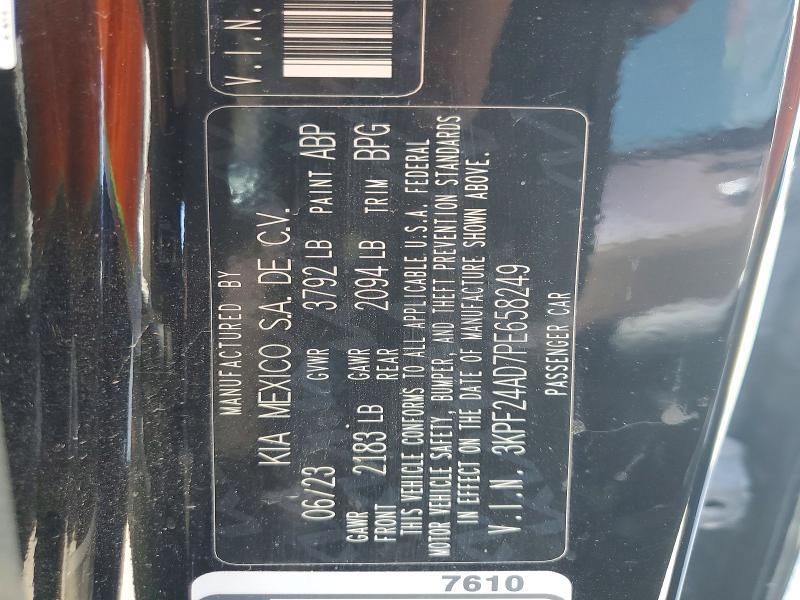 V.I.N.
MANUFACTURED BY
KIA MEXICO S.A. DE C.V.
06/23 GVWR 3792 LB PAINT ABP
GAWR FRONT 2183 LB GAWR REAR 2094 LB TRIM BPG
THIS VEHICLE CONFORMS TO ALL APPLICABLE U.S.A. FEDERAL
MOTOR VEHICLE SAFETY, BUMPER, AND THEFT PREVENTION STANDARDS
IN EFFECT ON THE DATE OF MANUFACTURE SHOWN ABOVE.
V.I.N. 3KPF24AD7PE658249
PASSENGER CAR
7610